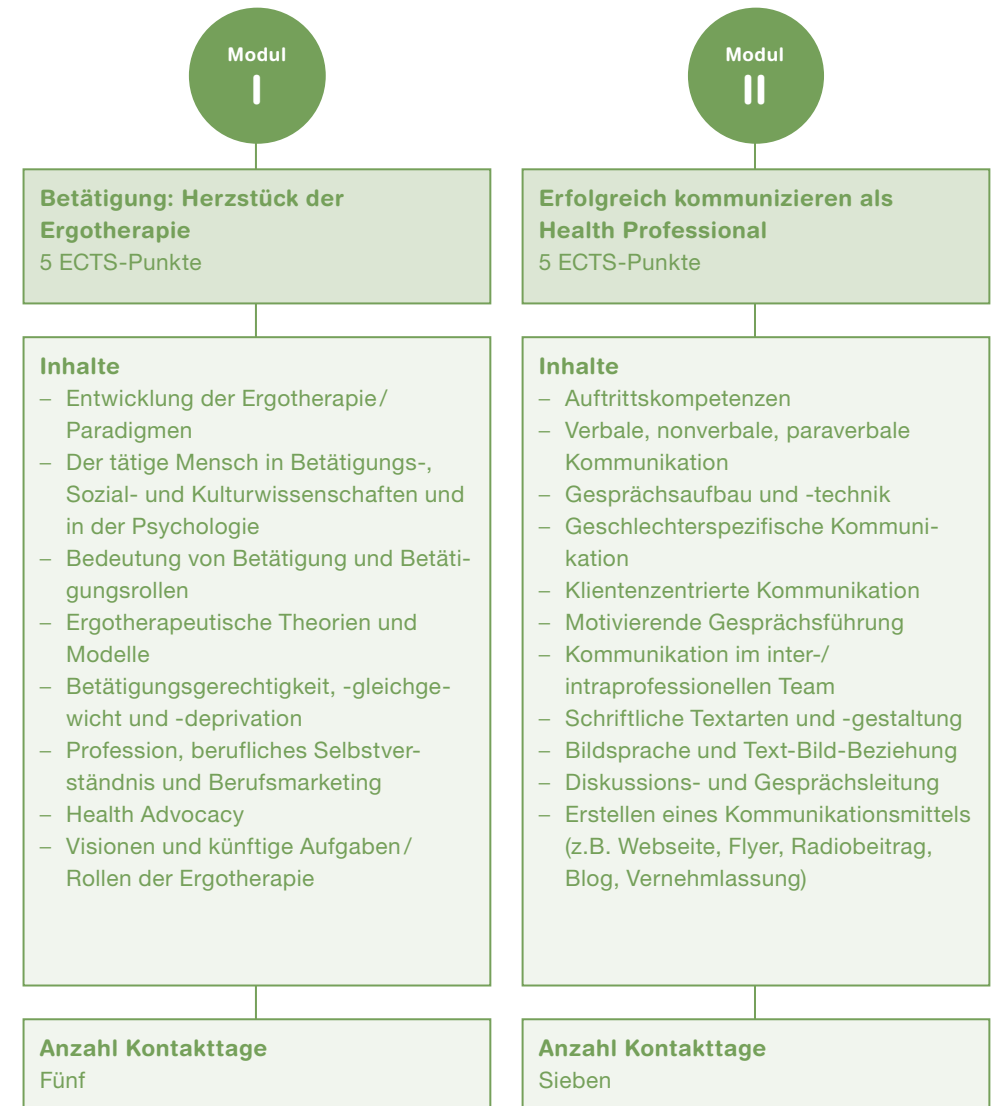 Modul
I
Betätigung: Herzstück der
Ergotherapie
5 ECTS-Punkte
Inhalte
– Entwicklung der Ergotherapie/
Paradigmen
– Der tätige Mensch in Betätigungs-,
Sozial- und Kulturwissenschaften und
in der Psychologie
– Bedeutung von Betätigung und Betäti-
gungsrollen
– Ergotherapeutische Theorien und
Modelle
– Betätigungsgerechtigkeit, -gleichge-
wicht und -deprivation
– Profession, berufliches Selbstver-
ständnis und Berufsmarketing
– Health Advocacy
– Visionen und künftige Aufgaben/
Rollen der Ergotherapie
Anzahl Kontakttage
Fünf
Modul
II
Erfolgreich kommunizieren als
Health Professional
5 ECTS-Punkte
Inhalte
– Auftrittskompetenzen
– Verbale, nonverbale, paraverbale
Kommunikation
– Gesprächsaufbau und -technik
– Geschlechterspezifische Kommuni-
kation
– Klientenzentrierte Kommunikation
– Motivierende Gesprächsführung
– Kommunikation im inter-/
intraprofessionellen Team
– Schriftliche Textarten und -gestaltung
– Bildsprache und Text-Bild-Beziehung
– Diskussions- und Gesprächsleitung
– Erstellen eines Kommunikationsmittels
(z.B. Webseite, Flyer, Radiobeitrag,
Blog, Vernehmlassung)
Anzahl Kontakttage
Sieben